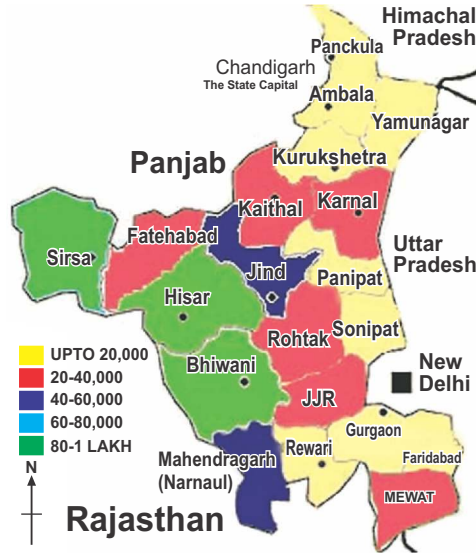 Himachal
Pradesh
Panckula
Chandigarh
The State Capital
Ambala
Yamunagar
Kurukshetra
Panjab
Kaithal
Karnal
Fatehabad
Uttar
Pradesh
Sirsa
Jind
Panipat
Hisar
Rohtak
Sonipat
UPTO 20,000
20-40,000
40-60,000
60-80,000
80-1 LAKH
Bhiwani
New
Delhi
JJR
Gurgaon
Rewari
Faridabad
Mahendragarh
(Narnaul)
MEWAT
N
Rajasthan